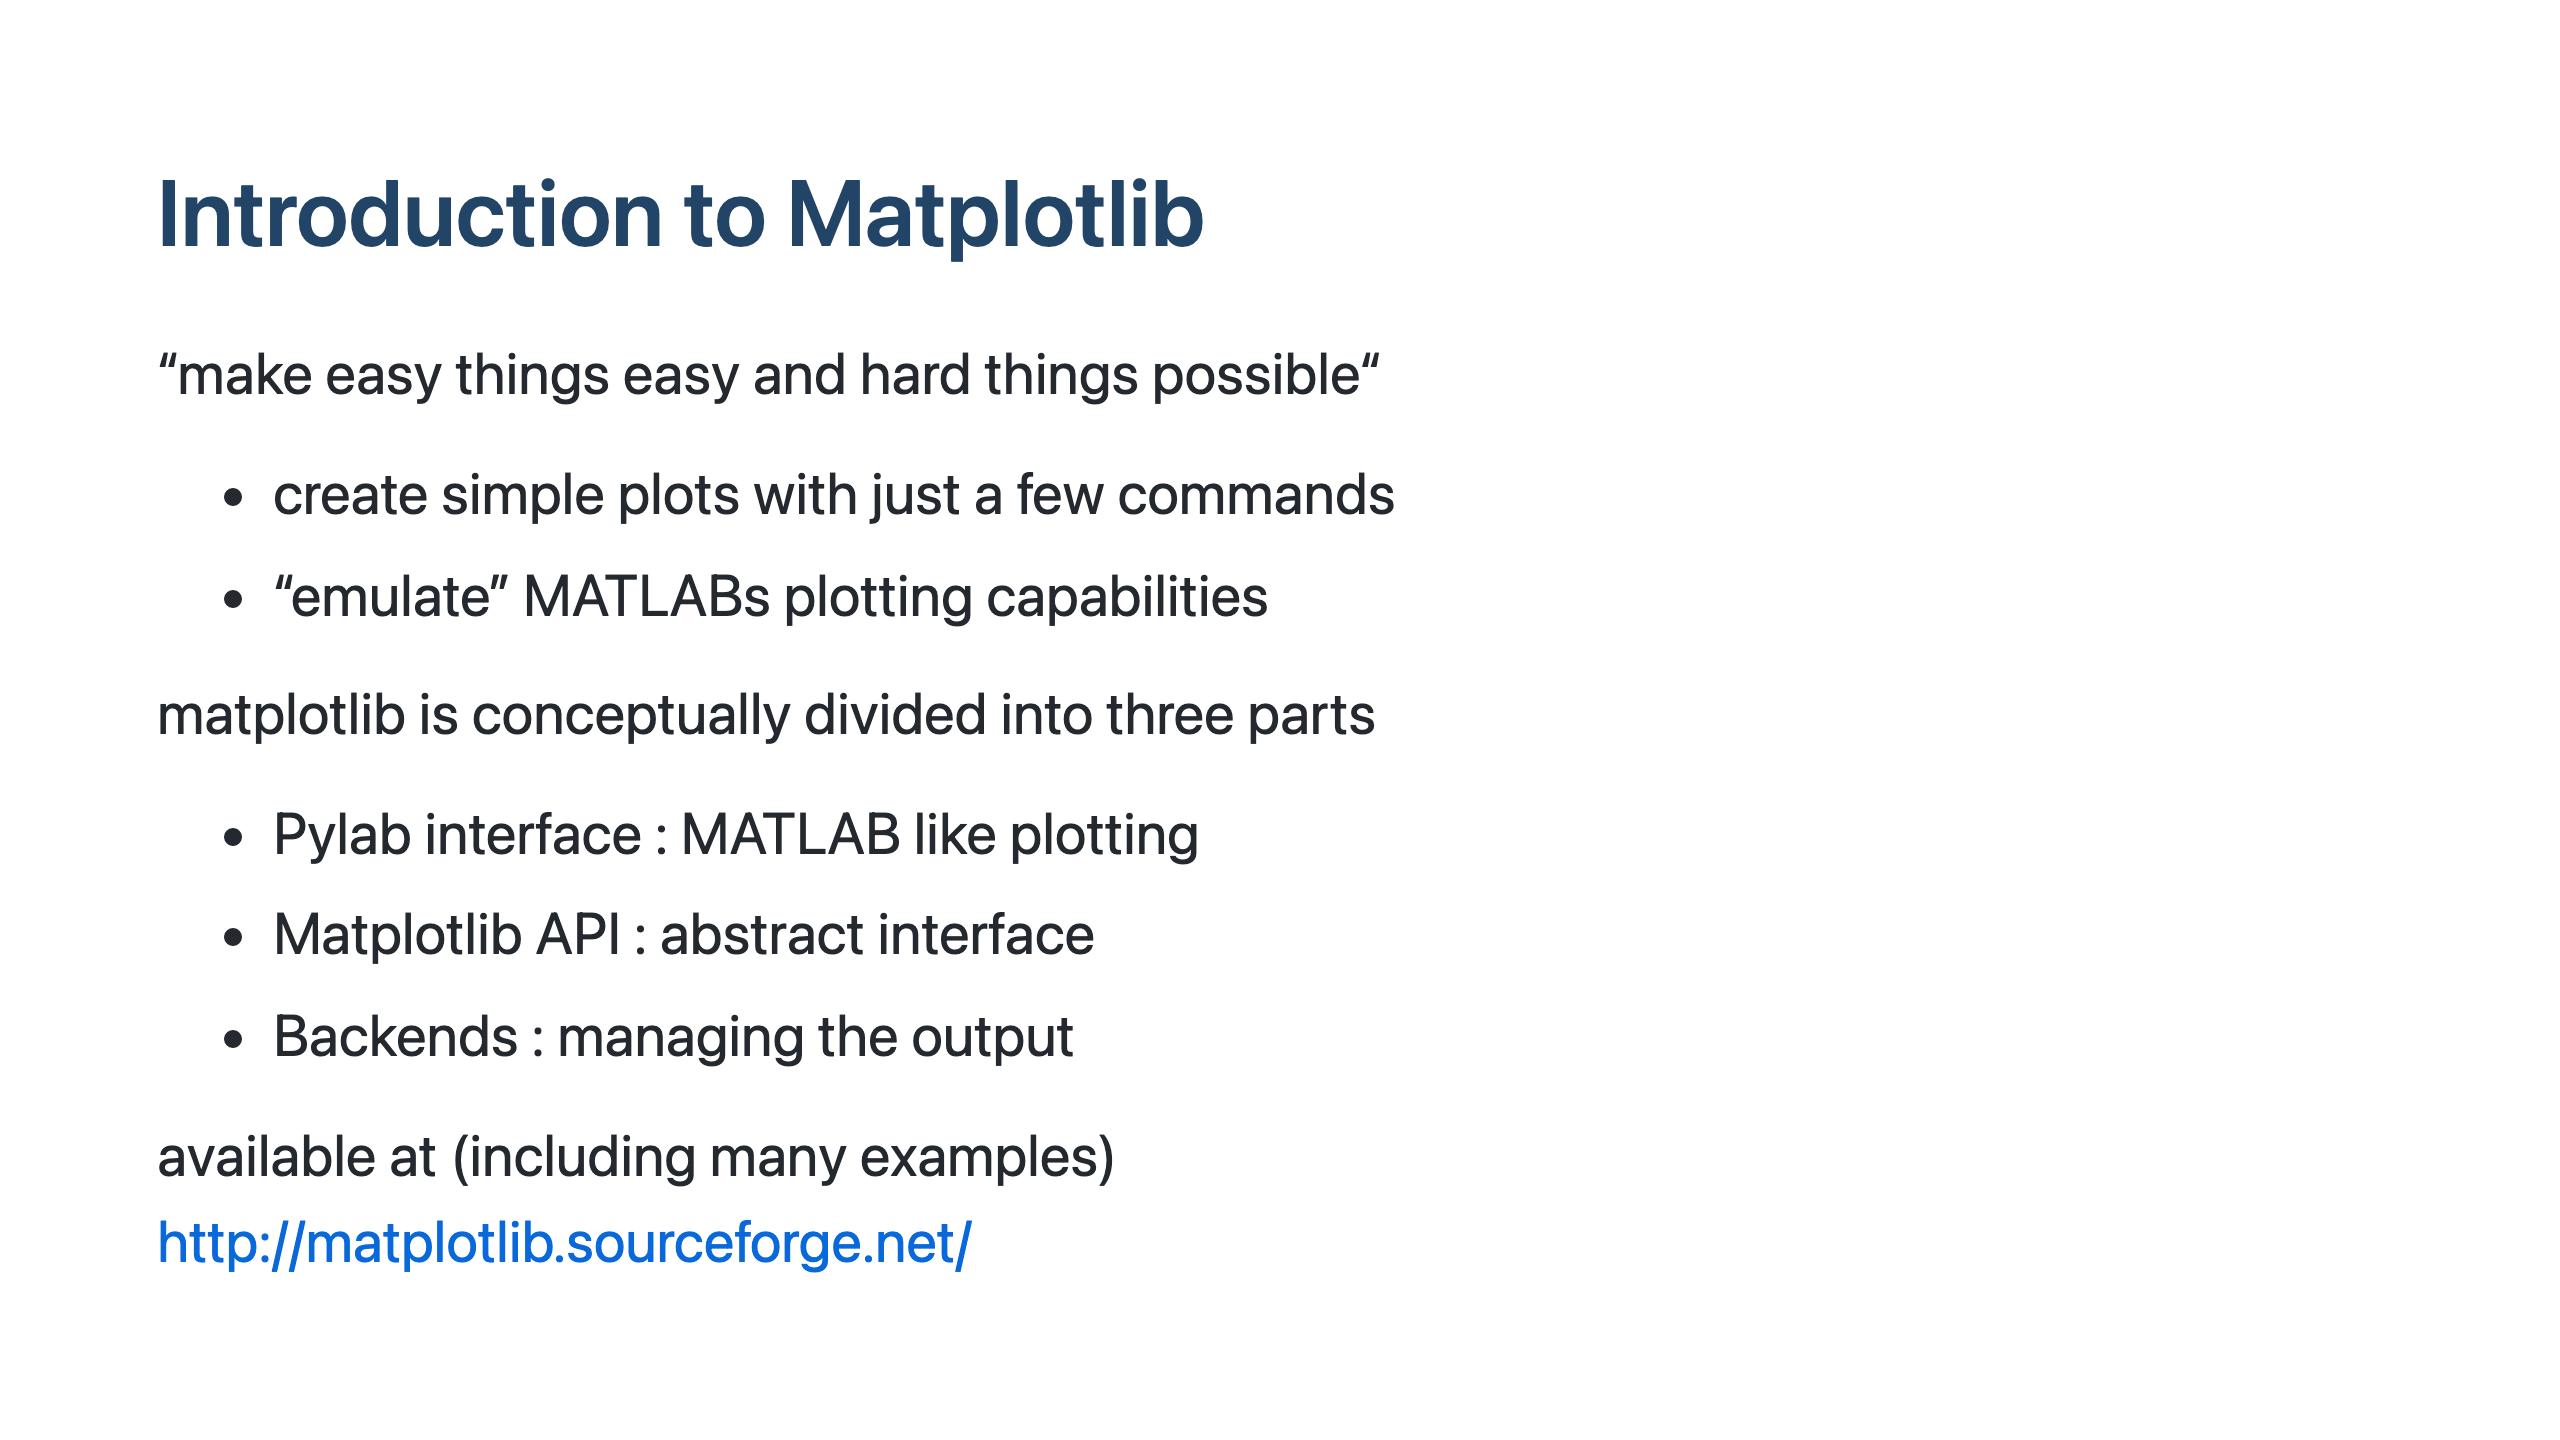 Introduction to Matplotlib
“make easy things easy and hard things possible“
• create simple plots with just a few commands
• “emulate” MATLABs plotting capabilities
matplotlib is conceptually divided into three parts
• Pylab interface : MATLAB like plotting
• Matplotlib API : abstract interface
• Backends : managing the output
available at (including many examples)
http://matplotlib.sourceforge.net/